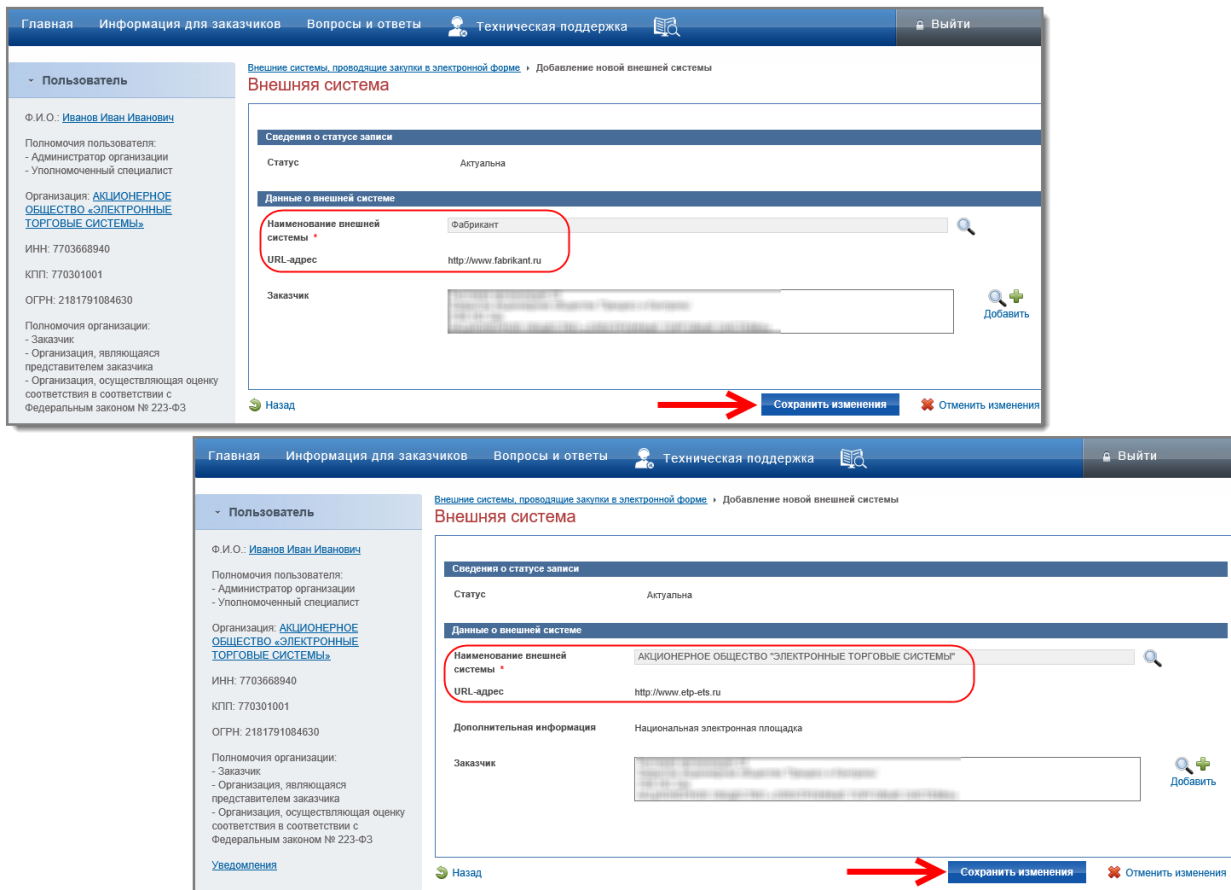 Главная Информация для заказчиков Вопросы и ответы Техническая поддержка Выйти
Пользователь
Ф.И.О.: Иванов Иван Иванович
Полномочия пользователя:
- Администратор организации
- Уполномоченный специалист
Организация: АКЦИОНЕРНОЕ
ОБЩЕСТВО «ЭЛЕКТРОННЫЕ
ТОРГОВЫЕ СИСТЕМЫ»
ИНН: 7703668940
КПП: 770301001
ОГРН: 2181791084630
Полномочия организации:
- Заказчик
- Организация, являющаяся
представителем заказчика
- Организация, осуществляющая оценку
соответствия в соответствии с
Федеральным законом № 223-ФЗ
Внешние системы, проводящие закупки в электронной форме Добавление новой внешней системы
Внешняя система
Сведения о статусе записи
Статус Актуальна
Данные о внешней системе
Наименование внешней
системы * Фабрикант
URL-адрес http://www.fabrikant.ru
Заказчик
Добавить
Назад Сохранить изменения Отменить изменения
Главная Информация для заказчиков Вопросы и ответы Техническая поддержка Выйти
Пользователь
Ф.И.О.: Иванов Иван Иванович
Полномочия пользователя:
- Администратор организации
- Уполномоченный специалист
Организация: АКЦИОНЕРНОЕ
ОБЩЕСТВО «ЭЛЕКТРОННЫЕ
ТОРГОВЫЕ СИСТЕМЫ»
ИНН: 7703668940
КПП: 770301001
ОГРН: 2181791084630
Полномочия организации:
- Заказчик
- Организация, являющаяся
представителем заказчика
- Организация, осуществляющая оценку
соответствия в соответствии с
Федеральным законом № 223-ФЗ
Уведомления
Внешние системы, проводящие закупки в электронной форме Добавление новой внешней системы
Внешняя система
Сведения о статусе записи
Статус Актуальна
Данные о внешней системе
Наименование внешней
системы * АКЦИОНЕРНОЕ ОБЩЕСТВО "ЭЛЕКТРОННЫЕ ТОРГОВЫЕ СИСТЕМЫ"
URL-адрес http://www.etp-ets.ru
Дополнительная информация Национальная электронная площадка
Заказчик
Добавить
Назад Сохранить изменения Отменить изменения